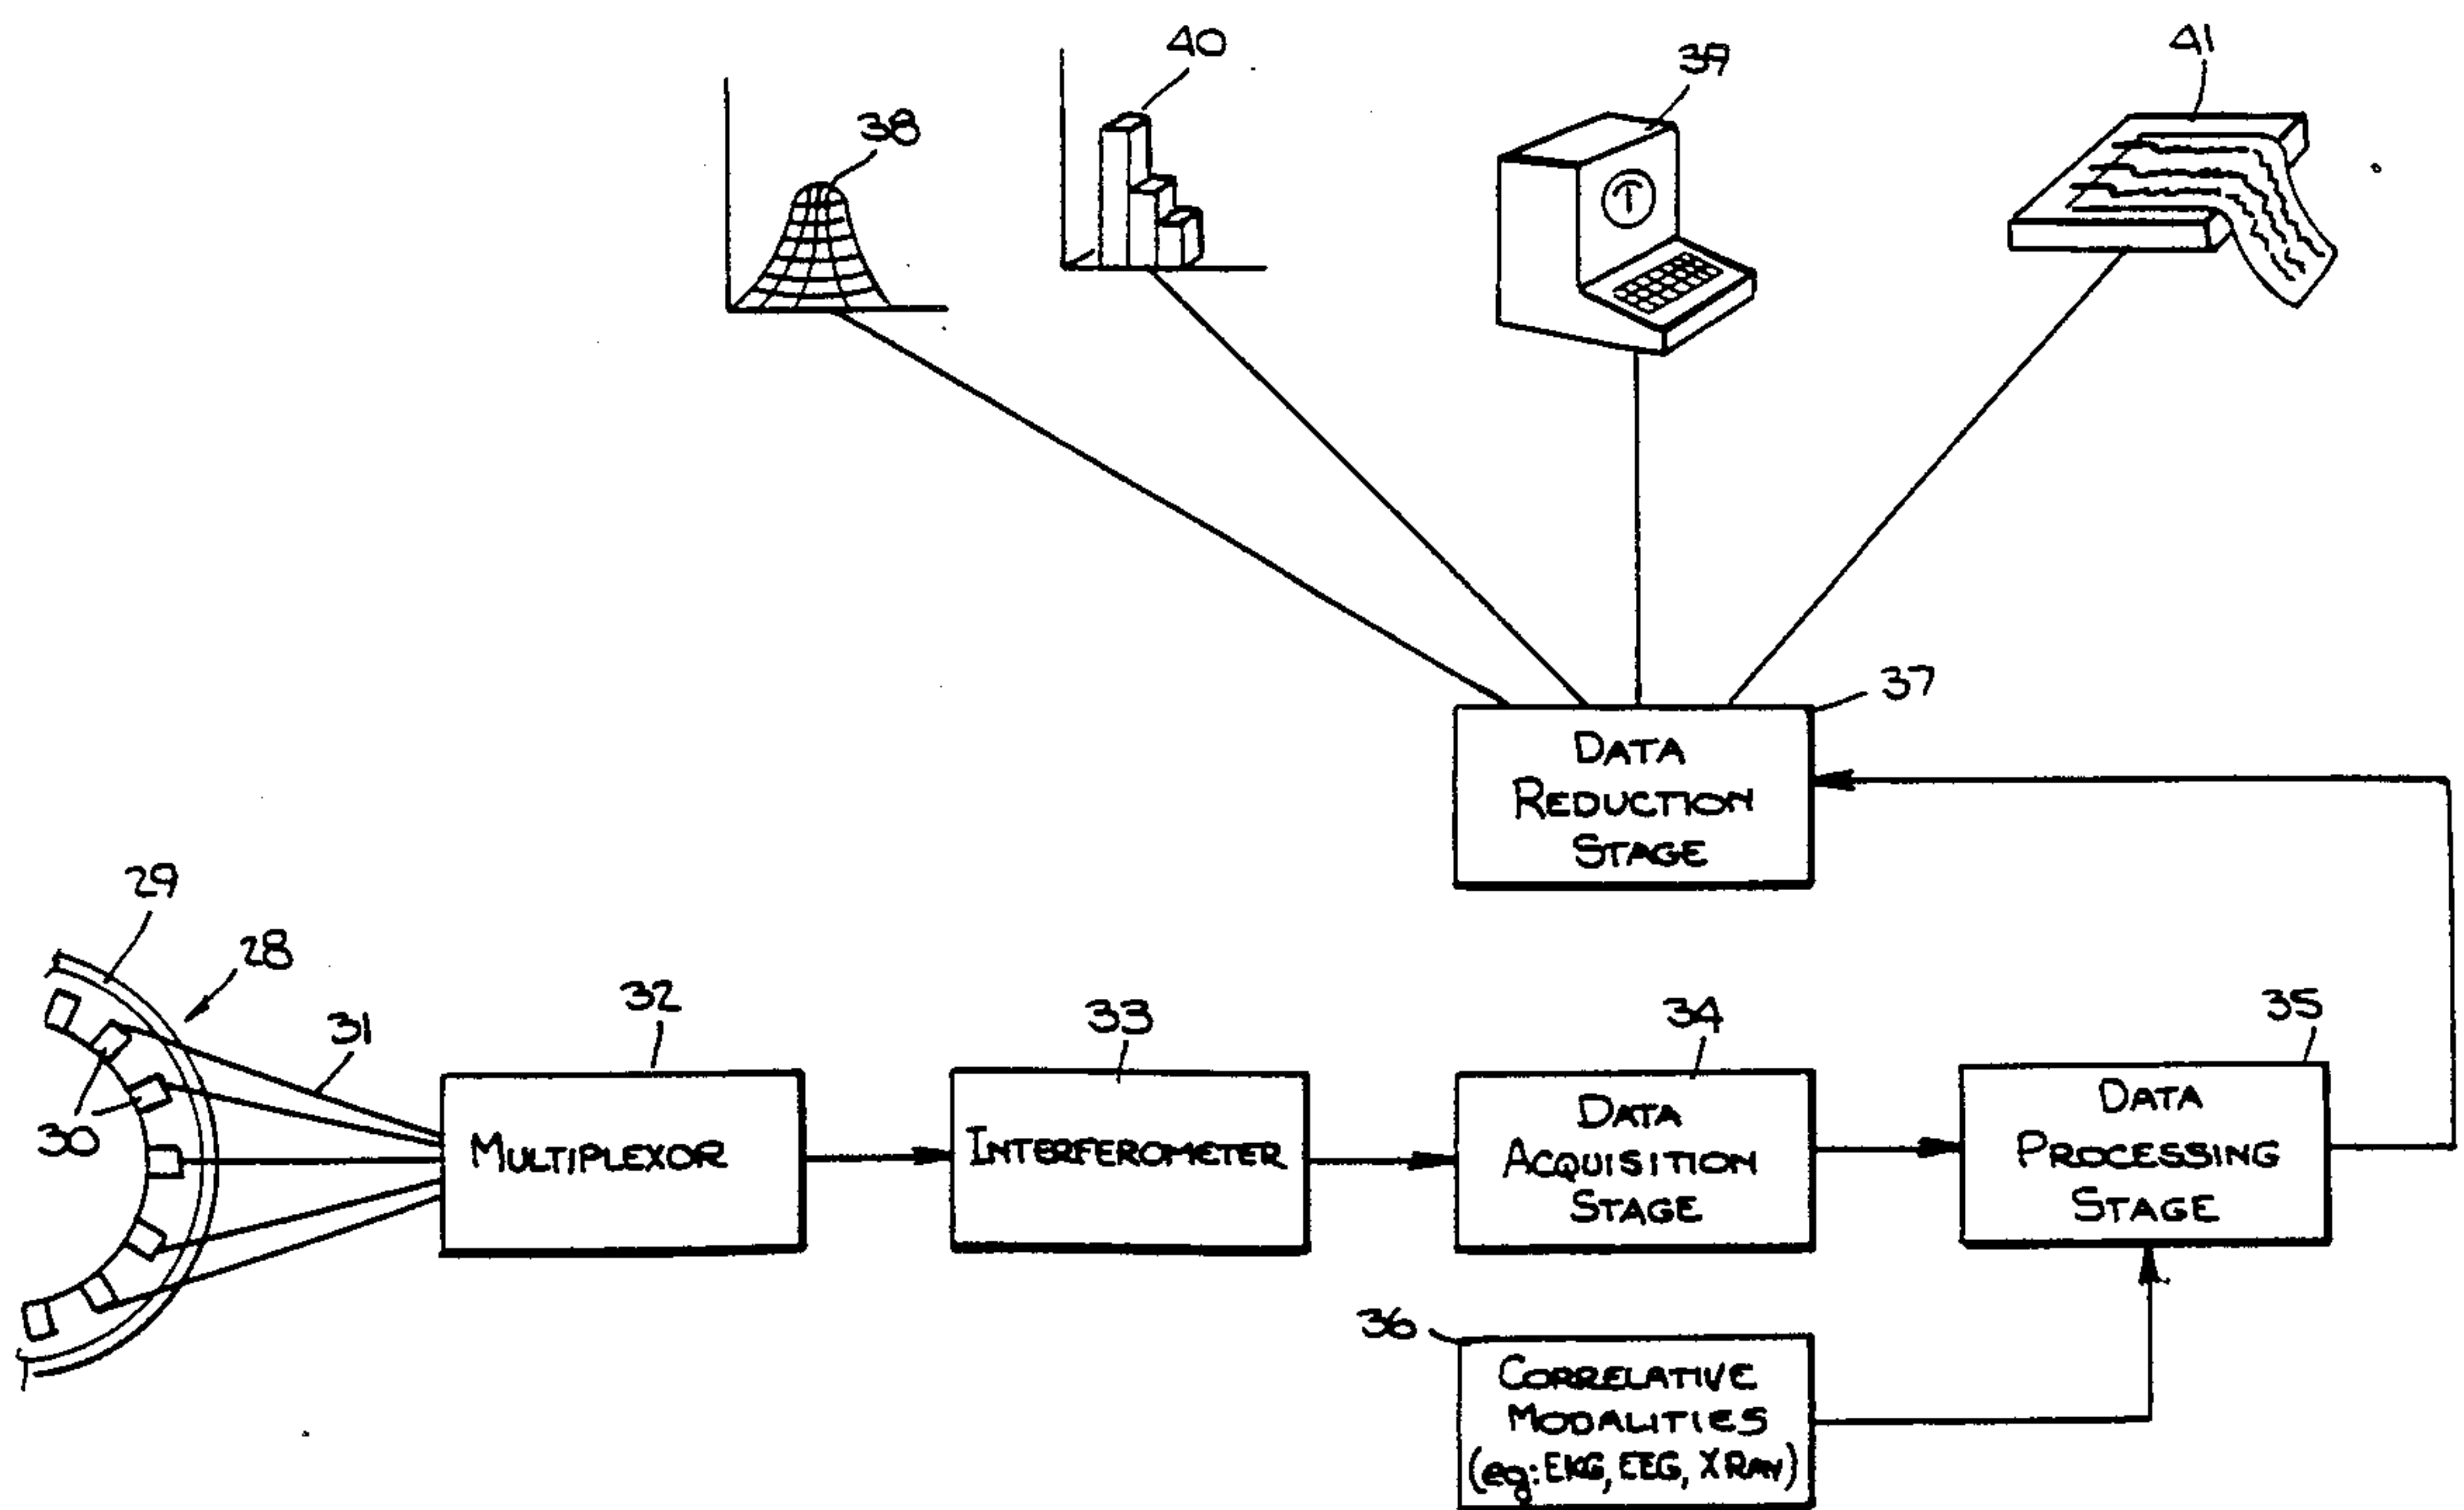 40
39
41
38
37
DATA
REDUCTION
STAGE
29
28
31
32
33
34
35
30
MULTIPLEXOR
INTERFEROMETER
DATA
ACQUISITION
STAGE
DATA
PROCESSING
STAGE
36
CORRELATIVE
MODALITIES
(eg: EKG, EEG, XRAY)